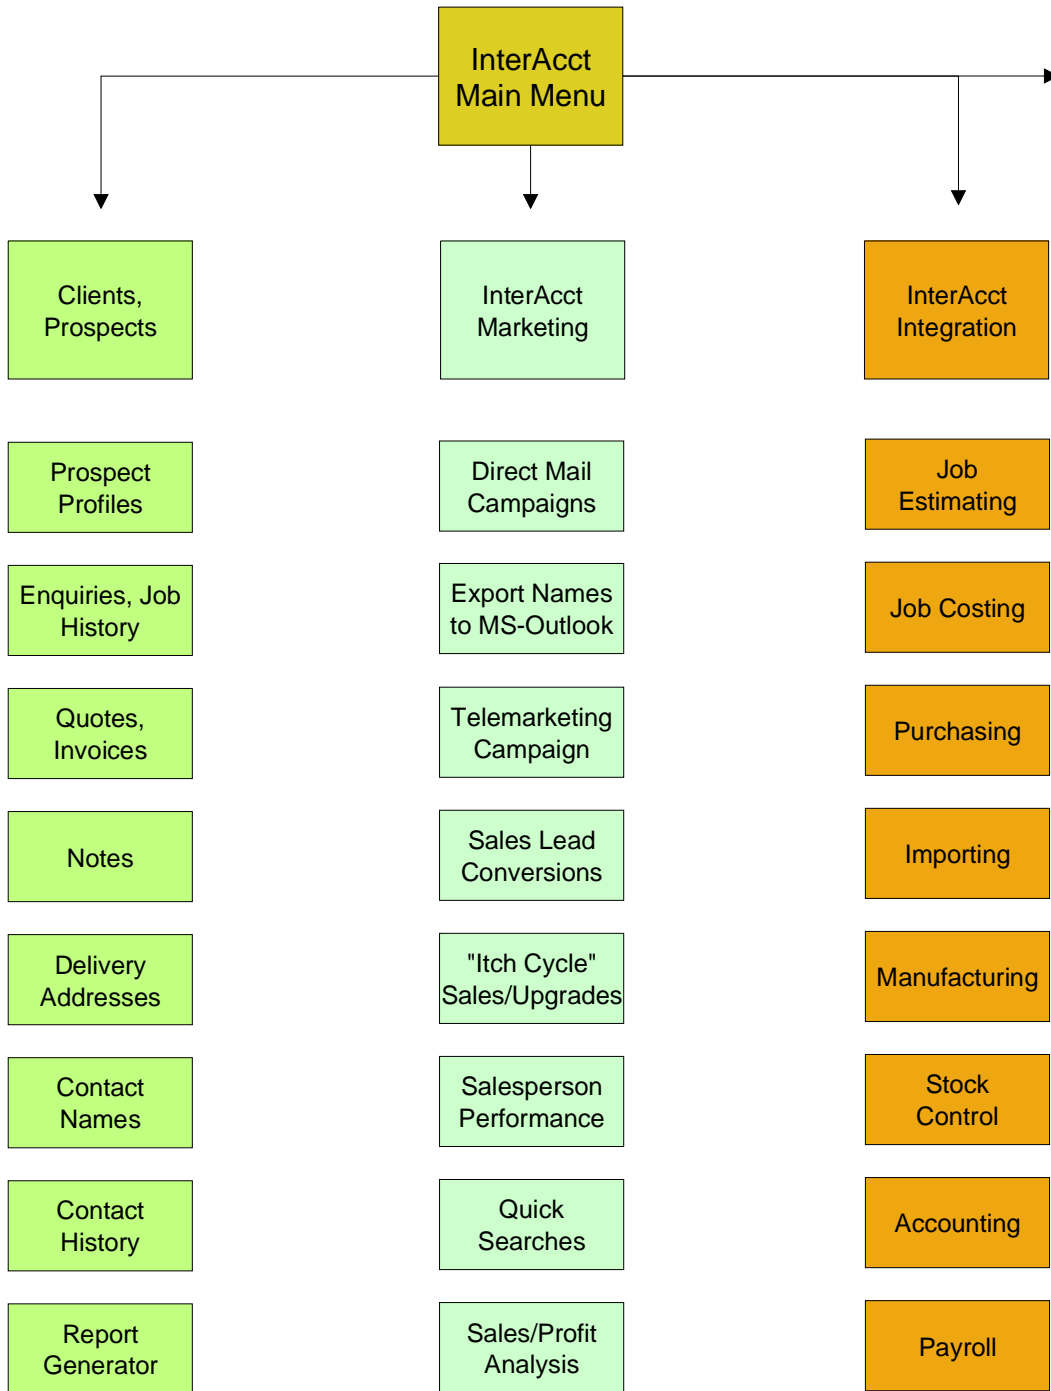 InterAcct
Main Menu
Clients,
Prospects
InterAcct
Marketing
InterAcct
Integration
Prospect
Profiles
Direct Mail
Campaigns
Job
Estimating
Enquiries, Job
History
Export Names
to MS-Outlook
Job Costing
Quotes,
Invoices
Telemarketing
Campaign
Purchasing
Notes
Sales Lead
Conversions
Importing
Delivery
Addresses
"Itch Cycle"
Sales/Upgrades
Manufacturing
Contact
Names
Salesperson
Performance
Stock
Control
Contact
History
Quick
Searches
Accounting
Report
Generator
Sales/Profit
Analysis
Payroll